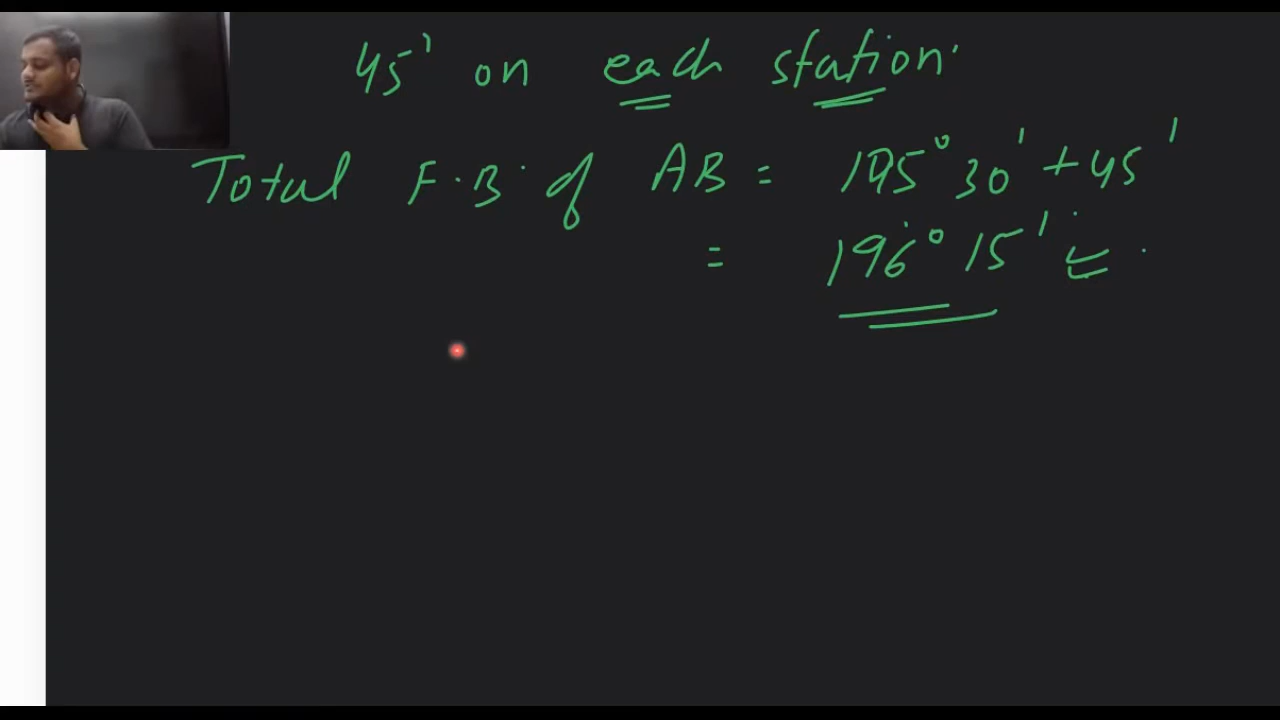 45' on each station.
Total F.B. of AB = 195° 30' + 45'
= 196° 15'